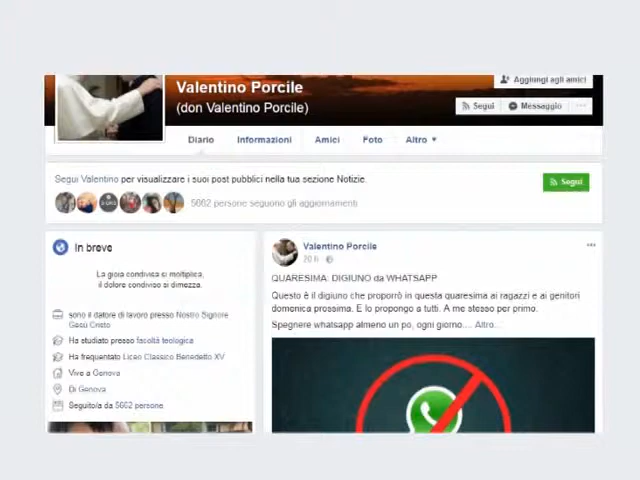 Valentino Porcile
(don Valentino Porcile)
Aggiungi agli amici
Segui Messaggio ...
Diario Informazioni Amici Foto Altro
Segui Valentino per visualizzare i suoi post pubblici nella tua sezione Notizie.
Segui
5662 persone seguono gli aggiornamenti
In breve
La gioia condivisa si moltiplica,
il dolore condiviso si dimezza.
sono il datore di lavoro presso Nostro Signore
Gesù Cristo
Ha studiato presso facoltà teologica
Ha frequentato Liceo Classico Benedetto XV
Vive a Genova
Di Genova
Seguito/a da 5662 persone
Valentino Porcile
20 h
QUARESIMA: DIGIUNO da WHATSAPP
Questo è il digiuno che proporrò in questa quaresima ai ragazzi e ai genitori
domenica prossima. E lo propongo a tutti. A me stesso per primo.
Spegnere whatsapp almeno un po, ogni giorno.... Altro...